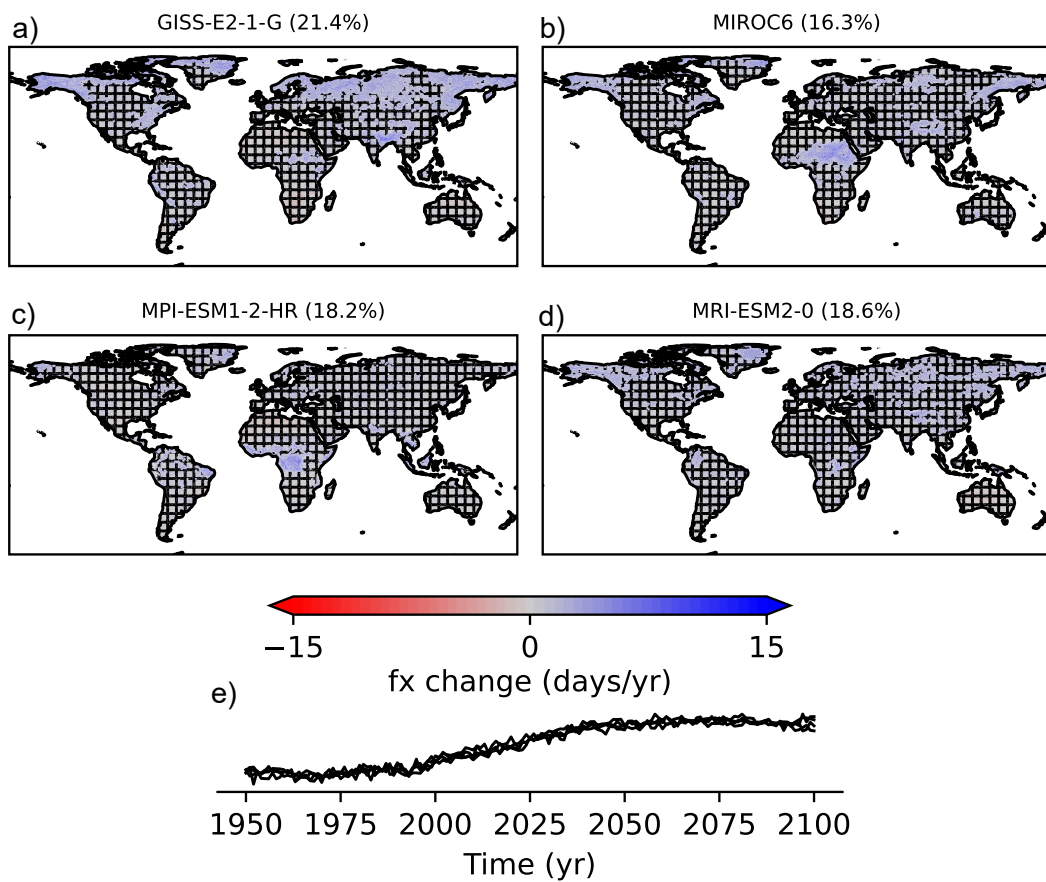 a)
GISS-E2-1-G (21.4%)
b)
MIROC6 (16.3%)
c)
MPI-ESM1-2-HR (18.2%)
d)
MRI-ESM2-0 (18.6%)
−15 0 15
fx change (days/yr)
e)
1950 1975 2000 2025 2050 2075 2100
Time (yr)